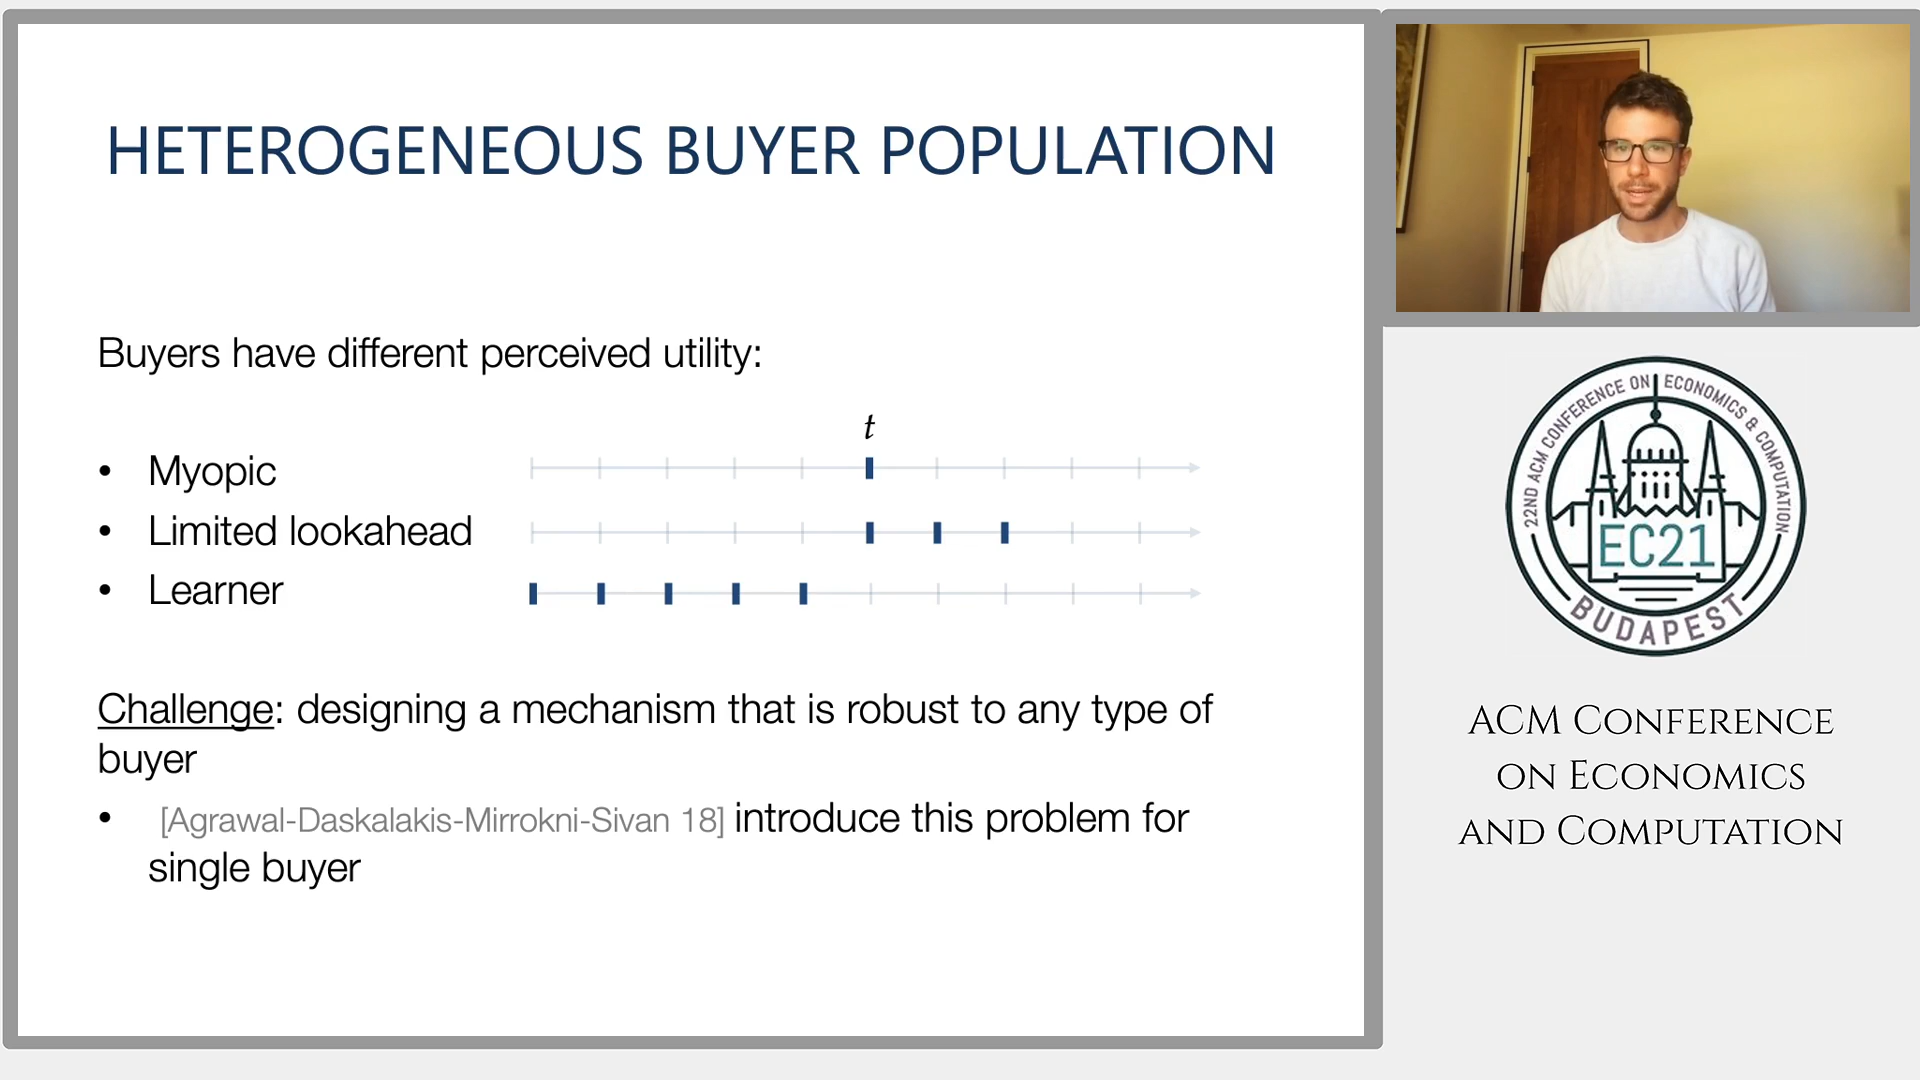 HETEROGENEOUS BUYER POPULATION
Buyers have different perceived utility:
t
• Myopic
• Limited lookahead
• Learner
Challenge: designing a mechanism that is robust to any type of
buyer
• [Agrawal-Daskalakis-Mirrokni-Sivan 18] introduce this problem for
single buyer
22ND ACM CONFERENCE ON ECONOMICS & COMPUTATION
EC21
BUDAPEST
ACM CONFERENCE
ON ECONOMICS
AND COMPUTATION